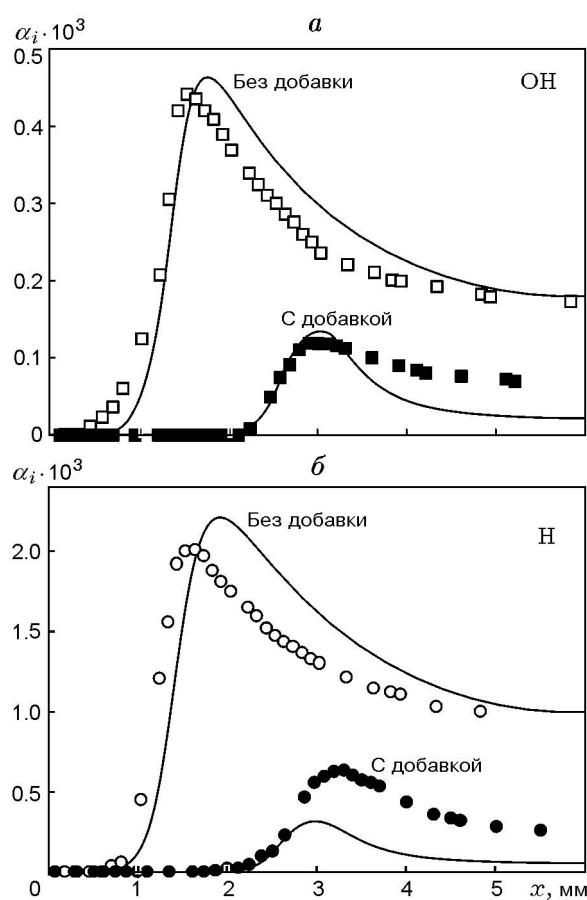 а
αᵢ·10³
0.5
Без добавки
OH
0.4
0.3
0.2
С добавкой
0.1
0
αᵢ·10³
б
Без добавки
H
2.0
1.5
1.0
С добавкой
0.5
0 1 2 3 4 5 x, мм